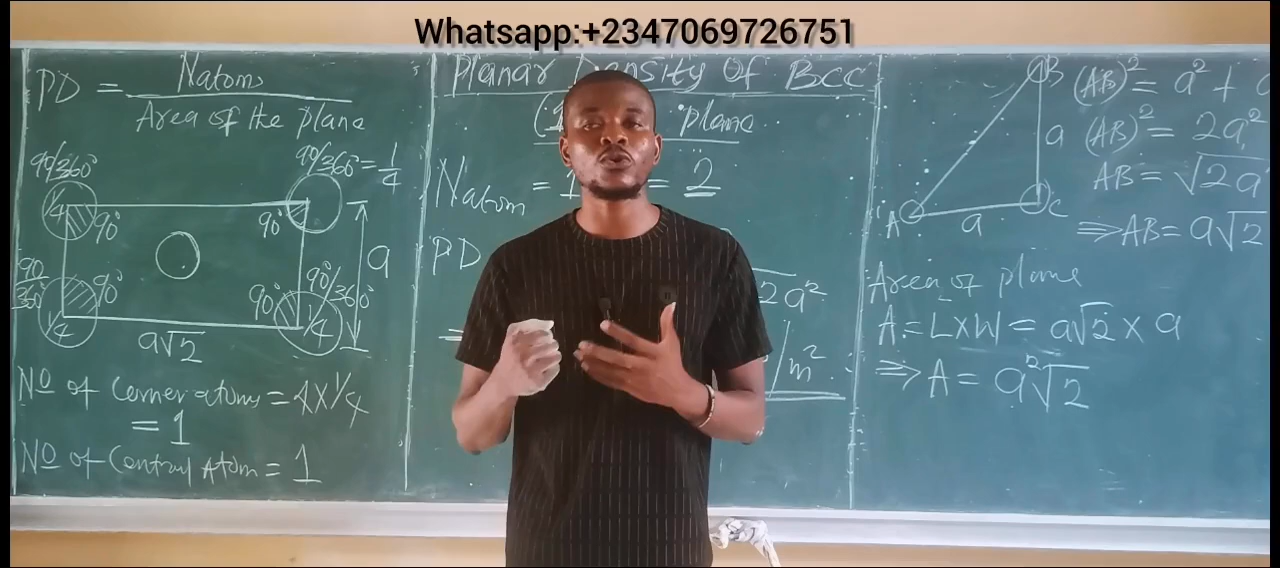 Whatsapp:+2347069726751
PD = Natoms
Area of the plane
90/360°
90/360° = 1/4
1/4
90°
90°
a
90
360
90°
90°
90/360°
1/4
1/4
a√2
No of Corner atoms = 4x1/4
= 1
No of Central Atom = 1
Planar Density Of BCC
plane
Natom = 1 = 2
PD
2a²
/m²
B
A
C
a
a
(AB)² = a² +
(AB)² = 2a²
AB = √2a
⇒AB = a√2
Area of plane
A = LXW = a√2 x a
⇒ A = a²√2